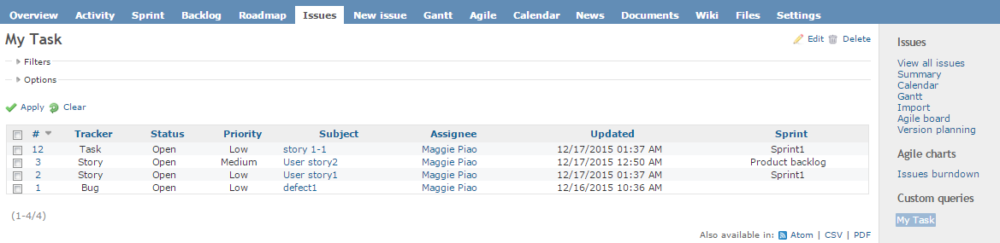 Overview Activity Sprint Backlog Roadmap Issues New issue Gantt Agile Calendar News Documents Wiki Files Settings
My Task
Edit Delete
Filters
Options
Apply Clear
# Tracker Status Priority Subject Assignee Updated Sprint
12 Task Open Low story 1-1 Maggie Piao 12/17/2015 01:37 AM Sprint1
3 Story Open Medium User story2 Maggie Piao 12/17/2015 12:50 AM Product backlog
2 Story Open Low User story1 Maggie Piao 12/17/2015 01:37 AM Sprint1
1 Bug Open Low defect1 Maggie Piao 12/16/2015 10:36 AM
(1-4/4)
Also available in: Atom | CSV | PDF
Issues
View all issues
Summary
Calendar
Gantt
Import
Agile board
Version planning
Agile charts
Issues burndown
Custom queries
My Task